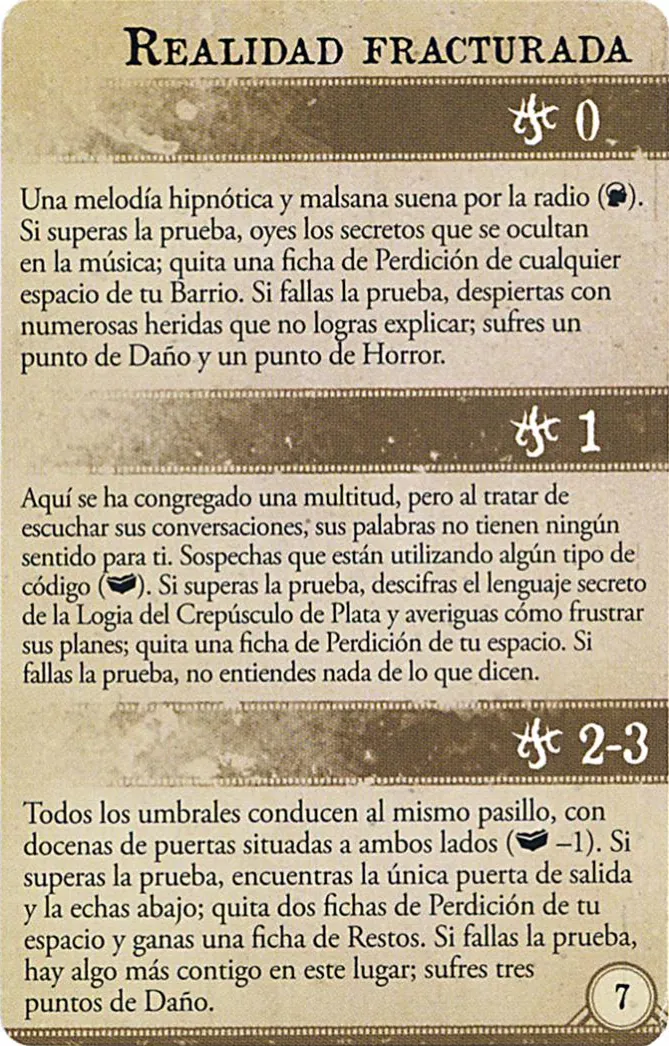 Realidad fracturada
0
Una melodía hipnótica y malsana suena por la radio ( ).
Si superas la prueba, oyes los secretos que se ocultan
en la música; quita una ficha de Perdición de cualquier
espacio de tu Barrio. Si fallas la prueba, despiertas con
numerosas heridas que no logras explicar; sufres un
punto de Daño y un punto de Horror.
1
Aquí se ha congregado una multitud, pero al tratar de
escuchar sus conversaciones, sus palabras no tienen ningún
sentido para ti. Sospechas que están utilizando algún tipo de
código ( ). Si superas la prueba, descifras el lenguaje secreto
de la Logia del Crepúsculo de Plata y averiguas cómo frustrar
sus planes; quita una ficha de Perdición de tu espacio. Si
fallas la prueba, no entiendes nada de lo que dicen.
2-3
Todos los umbrales conducen al mismo pasillo, con
docenas de puertas situadas a ambos lados ( –1). Si
superas la prueba, encuentras la única puerta de salida
y la echas abajo; quita dos fichas de Perdición de tu
espacio y ganas una ficha de Restos. Si fallas la prueba,
hay algo más contigo en este lugar; sufres tres
puntos de Daño.
7